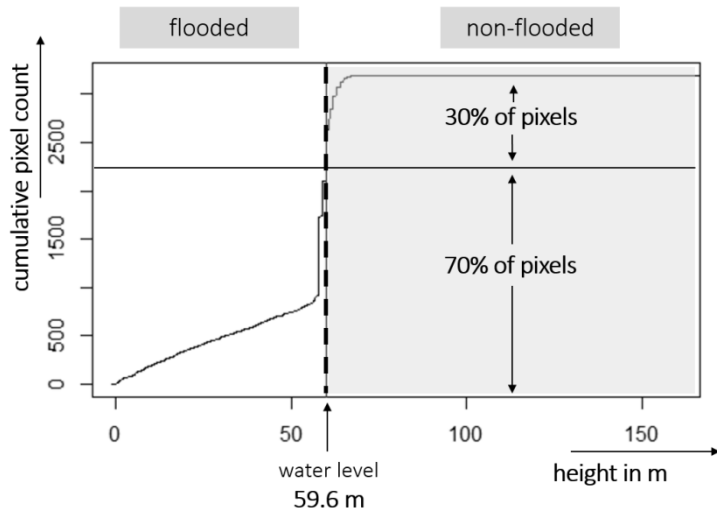 flooded
non-flooded
cumulative pixel count
2500
1500
500
0
30% of pixels
70% of pixels
0
50
100
150
water level
59.6 m
height in m